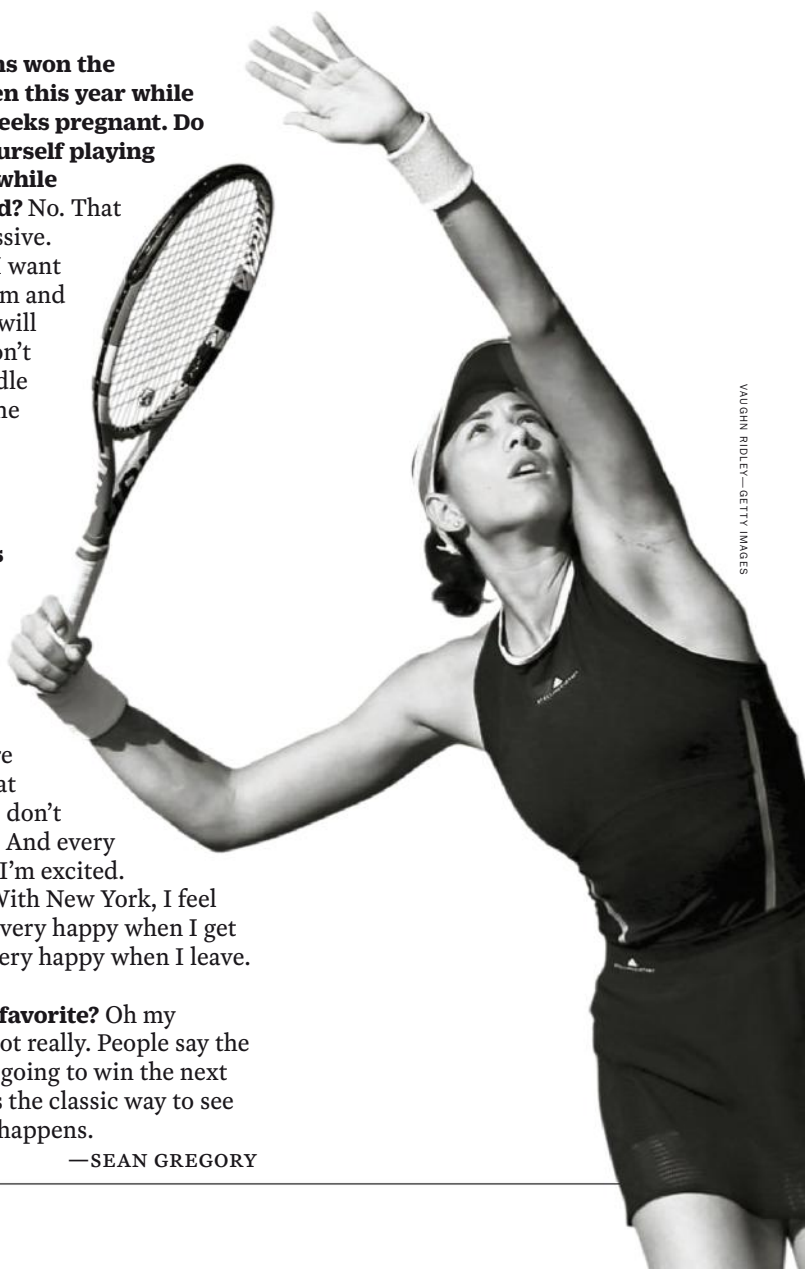 ns won the
en this year while
eeks pregnant. Do
urself playing
while
d? No. That
ssive.
I want
m and
will
on't
dle
ne
s
re
at
don't
And every
I'm excited.
With New York, I feel
very happy when I get
ery happy when I leave.
favorite? Oh my
ot really. People say the
going to win the next
s the classic way to see
happens.
—SEAN GREGORY
VAUGHN RIDLEY—GETTY IMAGES